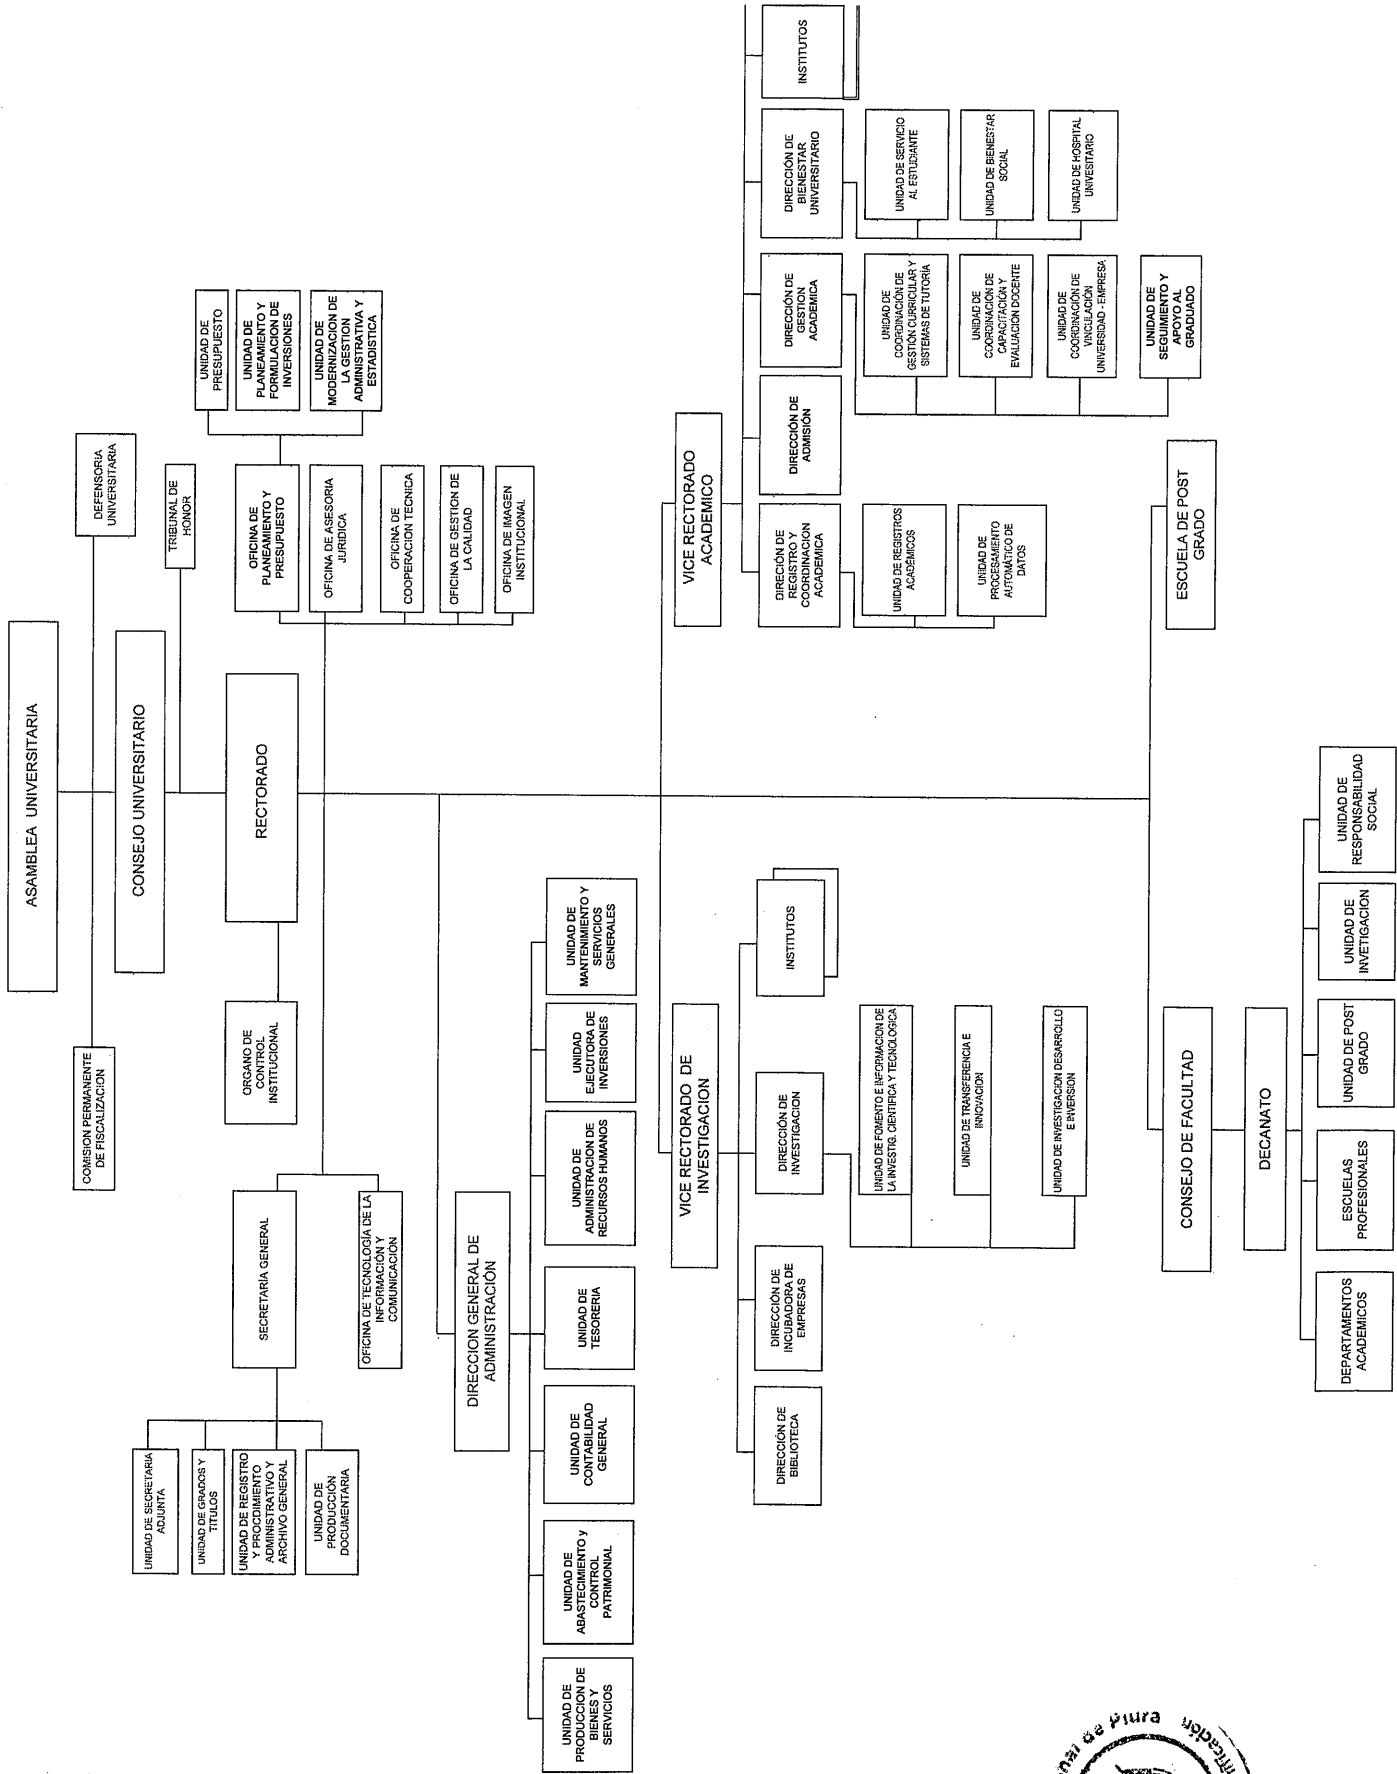 ASAMBLEA UNIVERSITARIA
COMISION PERMANENTE
DE FISCALIZACION
DEFENSORIA
UNIVERSITARIA
CONSEJO UNIVERSITARIO
TRIBUNAL DE
HONOR
RECTORADO
ORGANO DE
CONTROL
INSTITUCIONAL
SECRETARIA GENERAL
UNIDAD DE SECRETARIA
ADJUNTA
UNIDAD DE GRADOS Y
TITULOS
UNIDAD DE REGISTRO
Y PROCDIMIENTO
ADMINISTRATIVO Y
ARCHIVO GENERAL
UNIDAD DE
PRODUCCIÓN
DOCUMENTARIA
OFICINA DE TECNOLOGÍA DE LA
INFORMACIÓN Y
COMUNICACIÓN
OFICINA DE
PLANEAMIENTO Y
PRESUPUESTO
UNIDAD DE
PRESUPUESTO
UNIDAD DE
PLANEAMIENTO Y
FORMULACION DE
INVERSIONES
UNIDAD DE
MODERNIZACION DE
LA GESTION
ADMINISTRATIVA Y
ESTADISTICA
OFICINA DE ASESORIA
JURIDICA
OFICINA DE
COOPERACION TECNICA
OFICINA DE GESTION DE
LA CALIDAD
OFICINA DE IMAGEN
INSTITUCIONAL
DIRECCION GENERAL DE
ADMINISTRACIÓN
UNIDAD DE
PRODUCCION DE
BIENES Y
SERVICIOS
UNIDAD DE
ABASTECIMIENTO y
CONTROL
PATRIMONIAL
UNIDAD DE
CONTABILIDAD
GENERAL
UNIDAD DE
TESORERIA
UNIDAD DE
ADMINISTRACION DE
RECURSOS HUMANOS
UNIDAD
EJECUTORA DE
INVERSIONES
UNIDAD DE
MANTENIMIENTO Y
SERVICIOS
GENERALES
VICE RECTORADO DE
INVESTIGACION
DIRECCIÓN DE
BIBLIOTECA
DIRECCIÓN DE
INCUBADORA DE
EMPRESAS
DIRECCIÓN DE
INVESTIGACION
INSTITUTOS
UNIDAD DE FOMENTO E INFORMACION DE
LA INVESTIG. CIENTIFICA Y TECNOLOGICA
UNIDAD DE TRANSFERENCIA E
INNOVACION
UNIDAD DE INVESTIGACION DESARROLLO
E INVERSION
VICE RECTORADO
ACADEMICO
DIRECIÓN DE
REGISTRO Y
COORDINACION
ACADEMICA
DIRECCIÓN DE
ADMISIÓN
DIRECCIÓN DE
GESTION
ACADEMICA
DIRECCIÓN DE
BIENESTAR
UNIVERSITARIO
INSTITUTOS
UNIDAD DE REGISTROS
ACADÉMICOS
UNIDAD DE
PROCESAMIENTO
AUTOMÁTICO DE
DATOS
UNIDAD DE
COORDINACIÓN DE
GESTIÓN CURRICULAR Y
SISTEMAS DE TUTORÍA
UNIDAD DE
COORDINACION DE
CAPACITACIÓN Y
EVALUACIÓN DOCENTE
UNIDAD DE
COORDINACION DE
VINCULACIÓN
UNIVERSIDAD - EMPRESA
UNIDAD DE
SEGUIMIENTO Y
APOYO AL
GRADUADO
UNIDAD DE SERVICIO
AL ESTUDIANTE
UNIDAD DE BIENESTAR
SOCIAL
UNIDAD DE HOSPITAL
UNIVESITARIO
CONSEJO DE FACULTAD
ESCUELA DE POST
GRADO
DECANATO
DEPARTAMENTOS
ACADEMICOS
ESCUELAS
PROFESIONALES
UNIDAD DE POST
GRADO
UNIDAD DE
INVETIGACION
UNIDAD DE
RESPONSABILIDAD
SOCIAL
de Piura